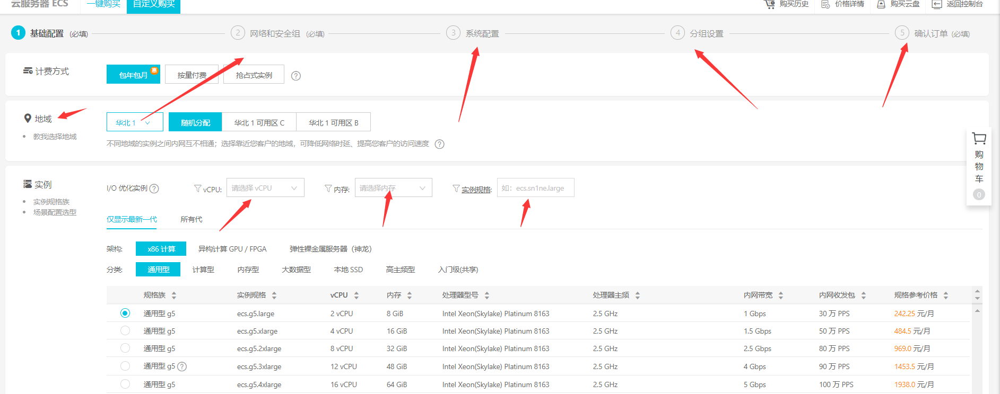 云服务器 ECS 一键购买 自定义购买 购买历史 价格详情 购买云盘 返回控制台
1 基础配置 (必填) 2 网络和安全组 (必填) 3 系统配置 4 分组设置 5 确认订单 (必填)
计费方式 包年包月 惠 按量付费 抢占式实例 ?
地域 华北 1 随机分配 华北 1 可用区 C 华北 1 可用区 B
教我选择地域
不同地域的实例之间内网互不相通；选择靠近您客户的地域，可降低网络时延、提高您客户的访问速度 ?
购物车
0
实例 I/O 优化实例 ? vCPU: 请选择 vCPU 内存: 请选择内存 实例规格: 如：ecs.sn1ne.large
实例规格族
场景配置选型
仅显示最新一代 所有代
架构: x86 计算 异构计算 GPU / FPGA 弹性裸金属服务器（神龙）
分类: 通用型 计算型 内存型 大数据型 本地 SSD 高主频型 入门级(共享)
规格族 实例规格 vCPU 内存 处理器型号 处理器主频 内网带宽 内网收发包 规格参考价格
通用型 g5 ecs.g5.large 2 vCPU 8 GiB Intel Xeon(Skylake) Platinum 8163 2.5 GHz 1 Gbps 30 万 PPS 242.25 元/月
通用型 g5 ecs.g5.xlarge 4 vCPU 16 GiB Intel Xeon(Skylake) Platinum 8163 2.5 GHz 1.5 Gbps 50 万 PPS 484.5 元/月
通用型 g5 ecs.g5.2xlarge 8 vCPU 32 GiB Intel Xeon(Skylake) Platinum 8163 2.5 GHz 2.5 Gbps 80 万 PPS 969.0 元/月
通用型 g5 ? ecs.g5.3xlarge 12 vCPU 48 GiB Intel Xeon(Skylake) Platinum 8163 2.5 GHz 4 Gbps 90 万 PPS 1453.5 元/月
通用型 g5 ecs.g5.4xlarge 16 vCPU 64 GiB Intel Xeon(Skylake) Platinum 8163 2.5 GHz 5 Gbps 100 万 PPS 1938.0 元/月